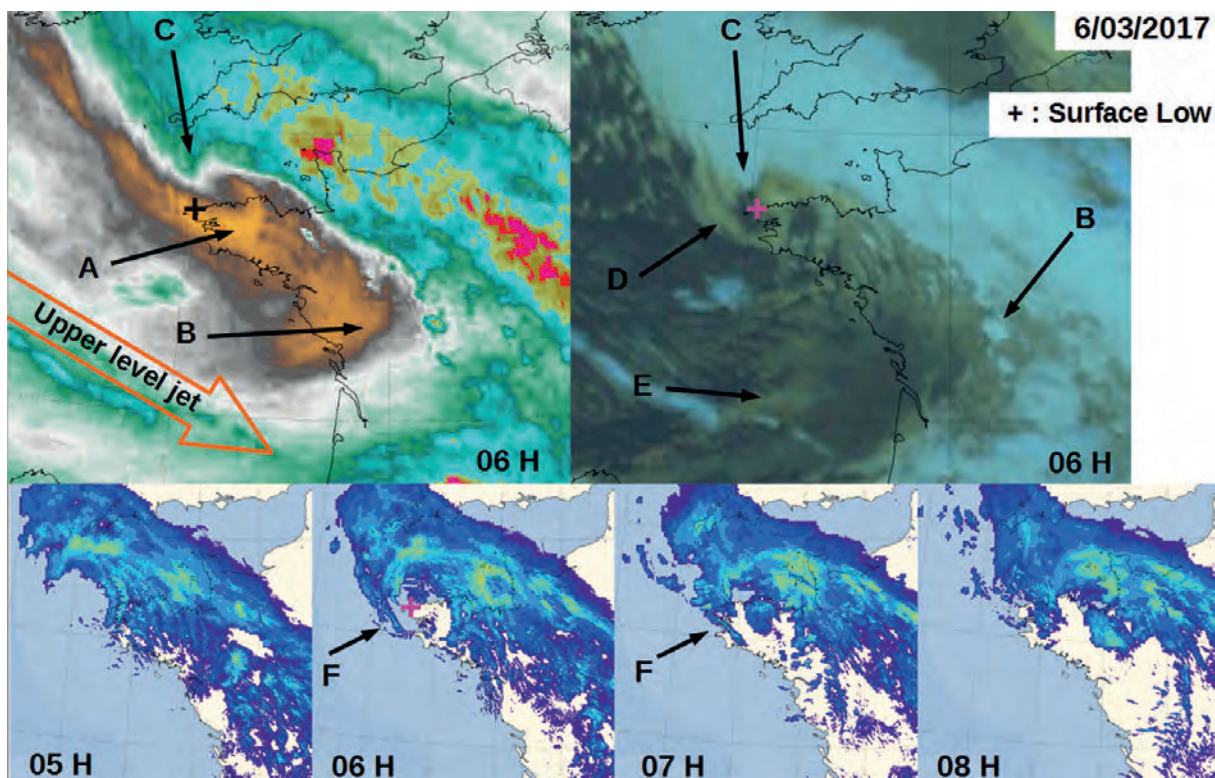 C
C
6/03/2017
+ : Surface Low
A
B
B
D
E
Upper level jet
06 H
06 H
F
F
05 H
06 H
07 H
08 H